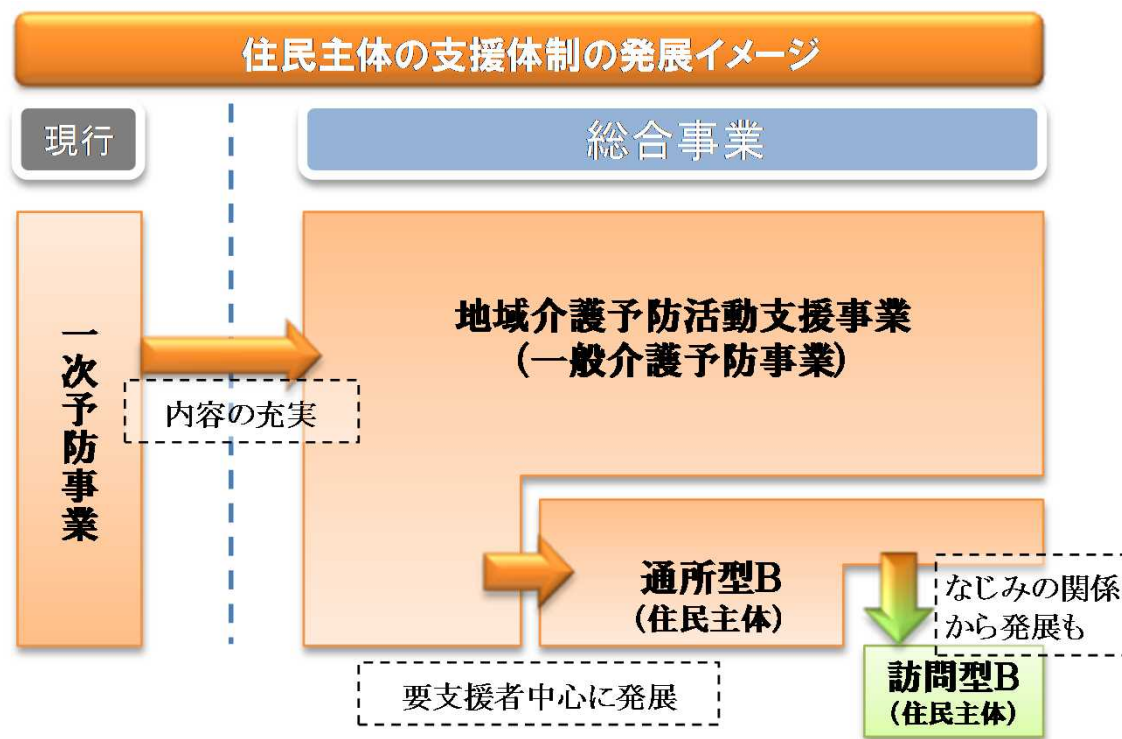 住民主体の支援体制の発展イメージ
現行
総合事業
一次予防事業
地域介護予防活動支援事業
(一般介護予防事業)
内容の充実
通所型B
(住民主体)
なじみの関係
から発展も
要支援者中心に発展
訪問型B
(住民主体)